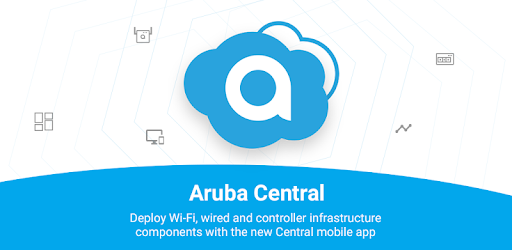 a
Aruba Central
Deploy Wi-Fi, wired and controller infrastructure
components with the new Central mobile app